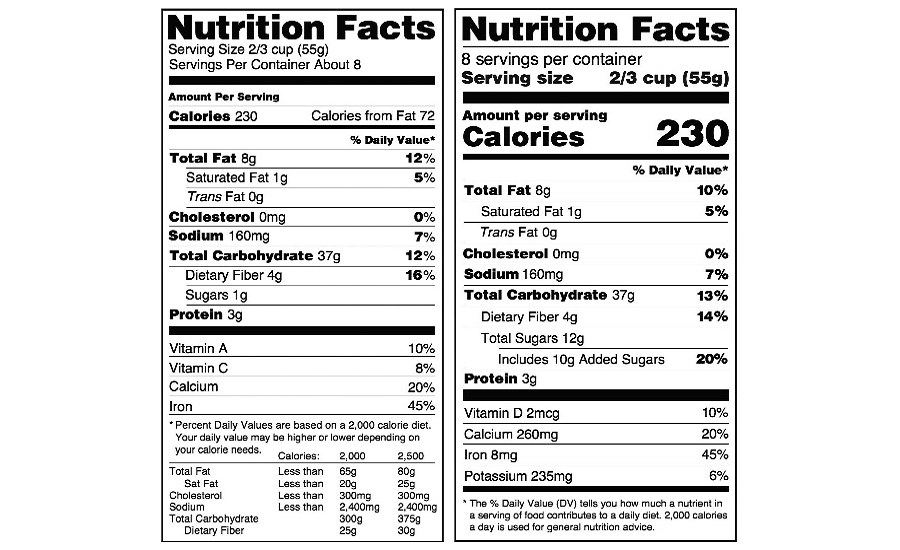 Nutrition Facts
Serving Size 2/3 cup (55g)
Servings Per Container About 8
Amount Per Serving
Calories 230 Calories from Fat 72
% Daily Value*
Total Fat 8g 12%
Saturated Fat 1g 5%
Trans Fat 0g
Cholesterol 0mg 0%
Sodium 160mg 7%
Total Carbohydrate 37g 12%
Dietary Fiber 4g 16%
Sugars 1g
Protein 3g
Vitamin A 10%
Vitamin C 8%
Calcium 20%
Iron 45%
* Percent Daily Values are based on a 2,000 calorie diet.
Your daily value may be higher or lower depending on
your calorie needs.
Calories: 2,000 2,500
Total Fat Less than 65g 80g
Sat Fat Less than 20g 25g
Cholesterol Less than 300mg 300mg
Sodium Less than 2,400mg 2,400mg
Total Carbohydrate 300g 375g
Dietary Fiber 25g 30g
Nutrition Facts
8 servings per container
Serving size 2/3 cup (55g)
Amount per serving
Calories 230
% Daily Value*
Total Fat 8g 10%
Saturated Fat 1g 5%
Trans Fat 0g
Cholesterol 0mg 0%
Sodium 160mg 7%
Total Carbohydrate 37g 13%
Dietary Fiber 4g 14%
Total Sugars 12g
Includes 10g Added Sugars 20%
Protein 3g
Vitamin D 2mcg 10%
Calcium 260mg 20%
Iron 8mg 45%
Potassium 235mg 6%
* The % Daily Value (DV) tells you how much a nutrient in
a serving of food contributes to a daily diet. 2,000 calories
a day is used for general nutrition advice.